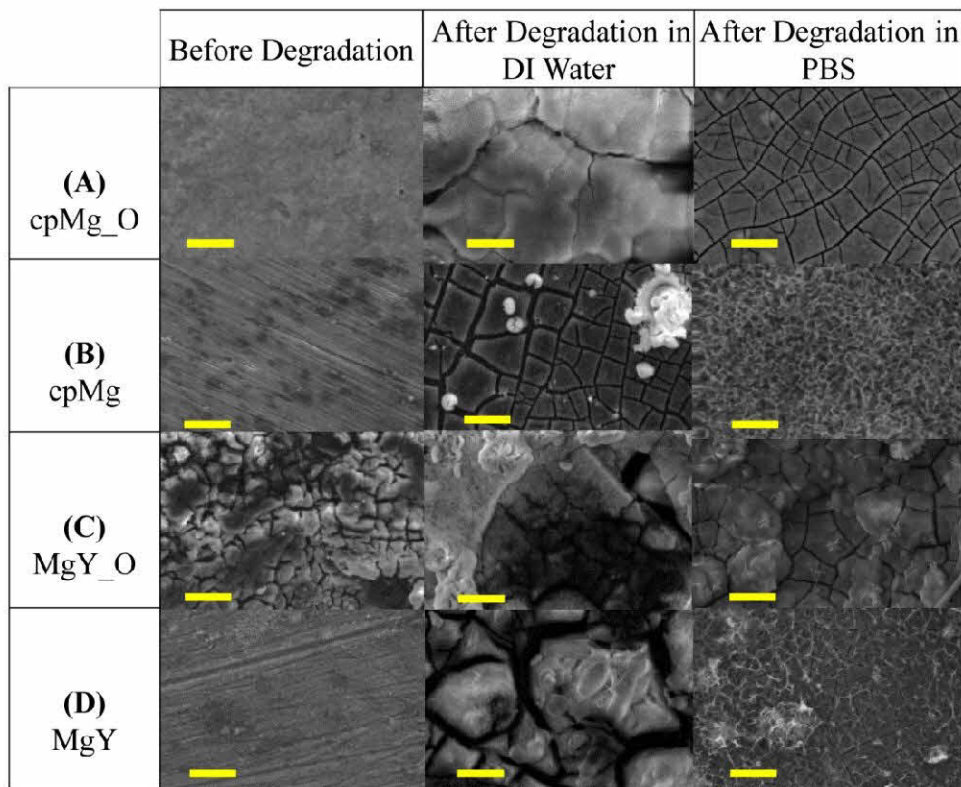 Before Degradation
After Degradation in
DI Water
After Degradation in
PBS
(A)
cpMg_O
(B)
cpMg
(C)
MgY_O
(D)
MgY